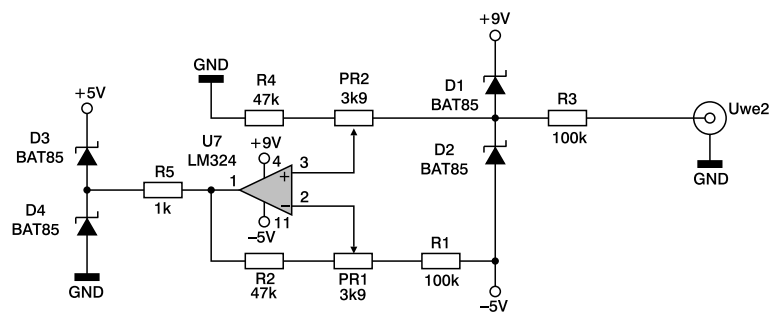 +9V
GND
R4
47k
PR2
3k9
D1
BAT85
R3
100k
Uwe2
GND
+5V
D3
BAT85
U7
LM324
+9V
4
3
+
1
2
−
11
−5V
D2
BAT85
R5
1k
D4
BAT85
GND
R2
47k
PR1
3k9
R1
100k
−5V